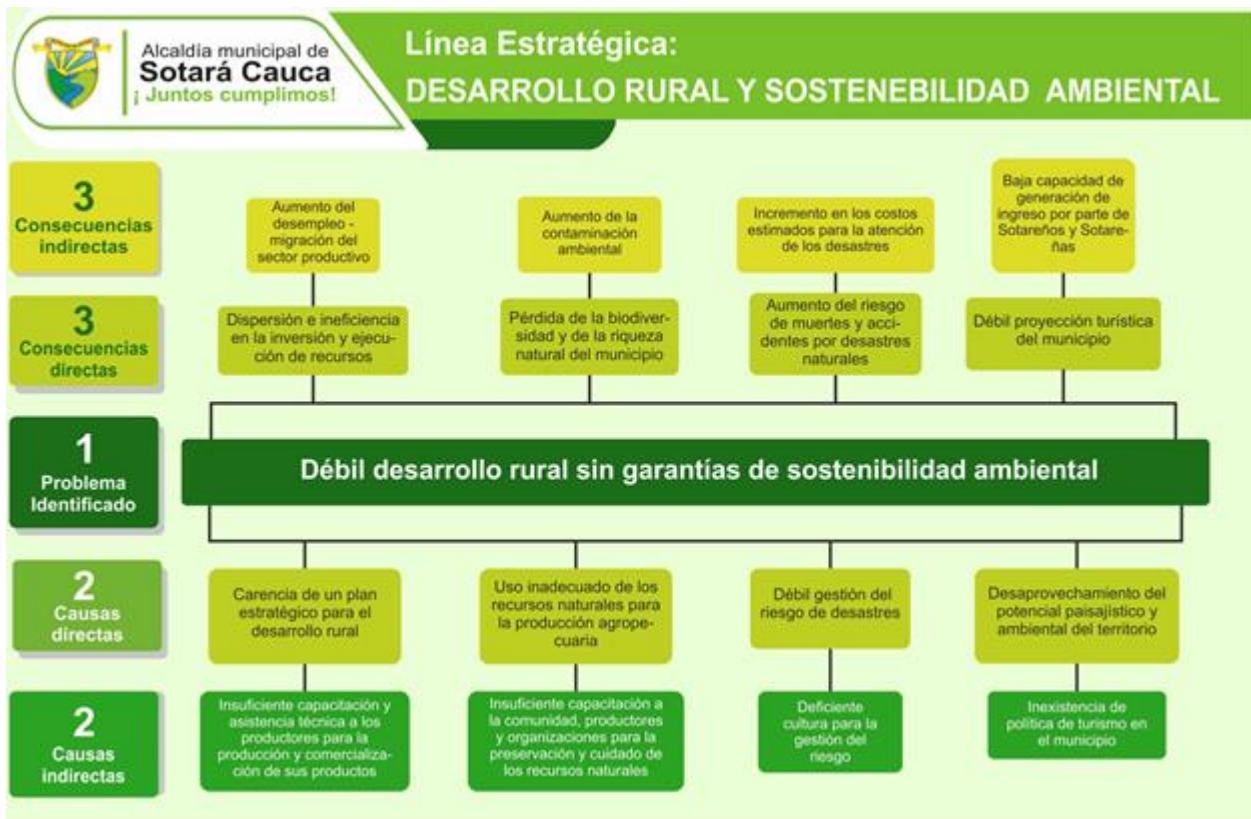 Alcaldía municipal de
Sotará Cauca
¡ Juntos cumplimos!
Línea Estratégica:
DESARROLLO RURAL Y SOSTENEBILIDAD AMBIENTAL
3
Consecuencias
indirectas
Aumento del
desempleo -
migración del
sector productivo
Aumento de la
contaminación
ambiental
Incremento en los costos
estimados para la atención
de los desastres
Baja capacidad de
generación de
ingreso por parte de
Sotareños y Sotare-
ñas
3
Consecuencias
directas
Dispersión e ineficiencia
en la inversión y ejecu-
ción de recursos
Pérdida de la biodiver-
sidad y de la riqueza
natural del municipio
Aumento del riesgo
de muertes y acci-
dentes por desastres
naturales
Débil proyección turística
del municipio
1
Problema
Identificado
Débil desarrollo rural sin garantías de sostenibilidad ambiental
2
Causas
directas
Carencia de un plan
estratégico para el
desarrollo rural
Uso inadecuado de los
recursos naturales para
la producción agrope-
cuaria
Débil gestión del
riesgo de desastres
Desaprovechamiento del
potencial paisajístico y
ambiental del territorio
2
Causas
indirectas
Insuficiente capacitación y
asistencia técnica a los
productores para la
producción y comercializa-
ción de sus productos
Insuficiente capacitación a
la comunidad, productores
y organizaciones para la
preservación y cuidado de
los recursos naturales
Deficiente
cultura para la
gestión del
riesgo
Inexistencia de
política de turismo en
el municipio